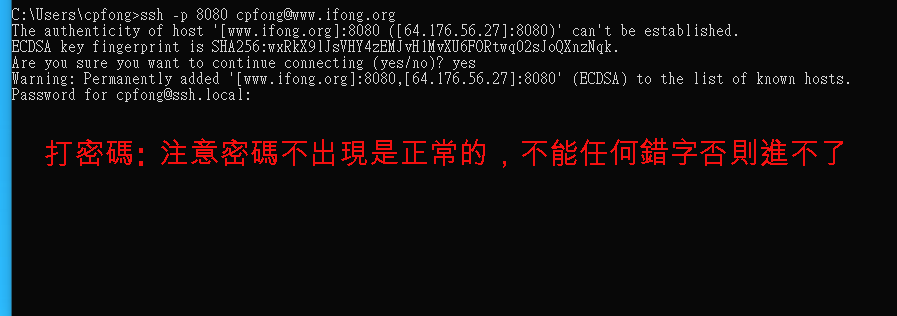 C:\Users\cpfong>ssh -p 8080 cpfong@www.ifong.org
The authenticity of host '[www.ifong.org]:8080 ([64.176.56.27]:8080)' can't be established.
ECDSA key fingerprint is SHA256:wxRkX9lJsVHY4zEMJvH1MvXU6FORtwq02sJoQXnzNqk.
Are you sure you want to continue connecting (yes/no)? yes
Warning: Permanently added '[www.ifong.org]:8080,[64.176.56.27]:8080' (ECDSA) to the list of known hosts.
Password for cpfong@ssh.local:
打密碼: 注意密碼不出現是正常的，不能任何錯字否則進不了